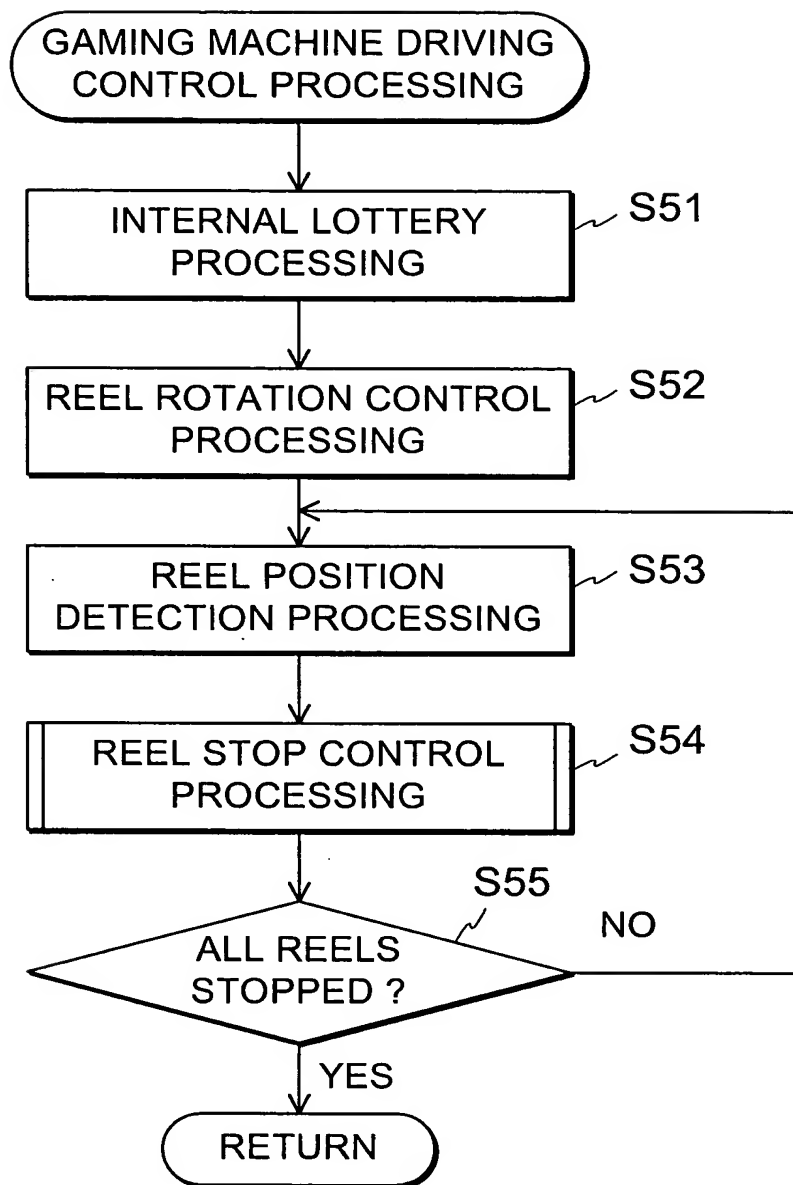 GAMING MACHINE DRIVING
CONTROL PROCESSING
INTERNAL LOTTERY
PROCESSING
S51
REEL ROTATION CONTROL
PROCESSING
S52
REEL POSITION
DETECTION PROCESSING
S53
REEL STOP CONTROL
PROCESSING
S54
S55
ALL REELS
STOPPED ?
NO
YES
RETURN